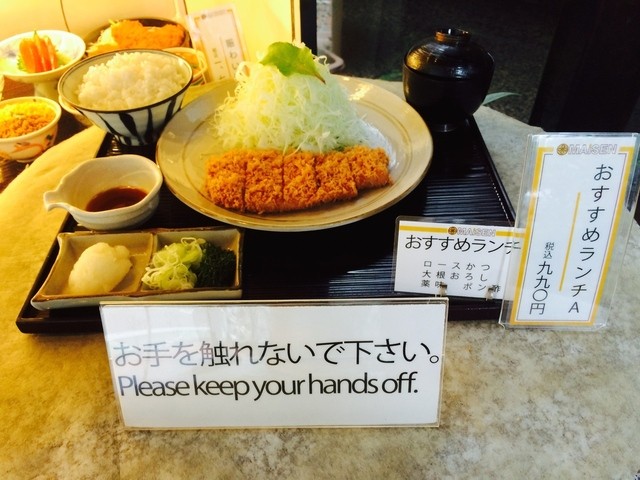 MAISEN
おすすめランチA
税込 九九〇円
MAISEN
おすすめランチ
ロースかつ
大根おろし
薬味 ポン酢
お手を触れないで下さい。
Please keep your hands off.